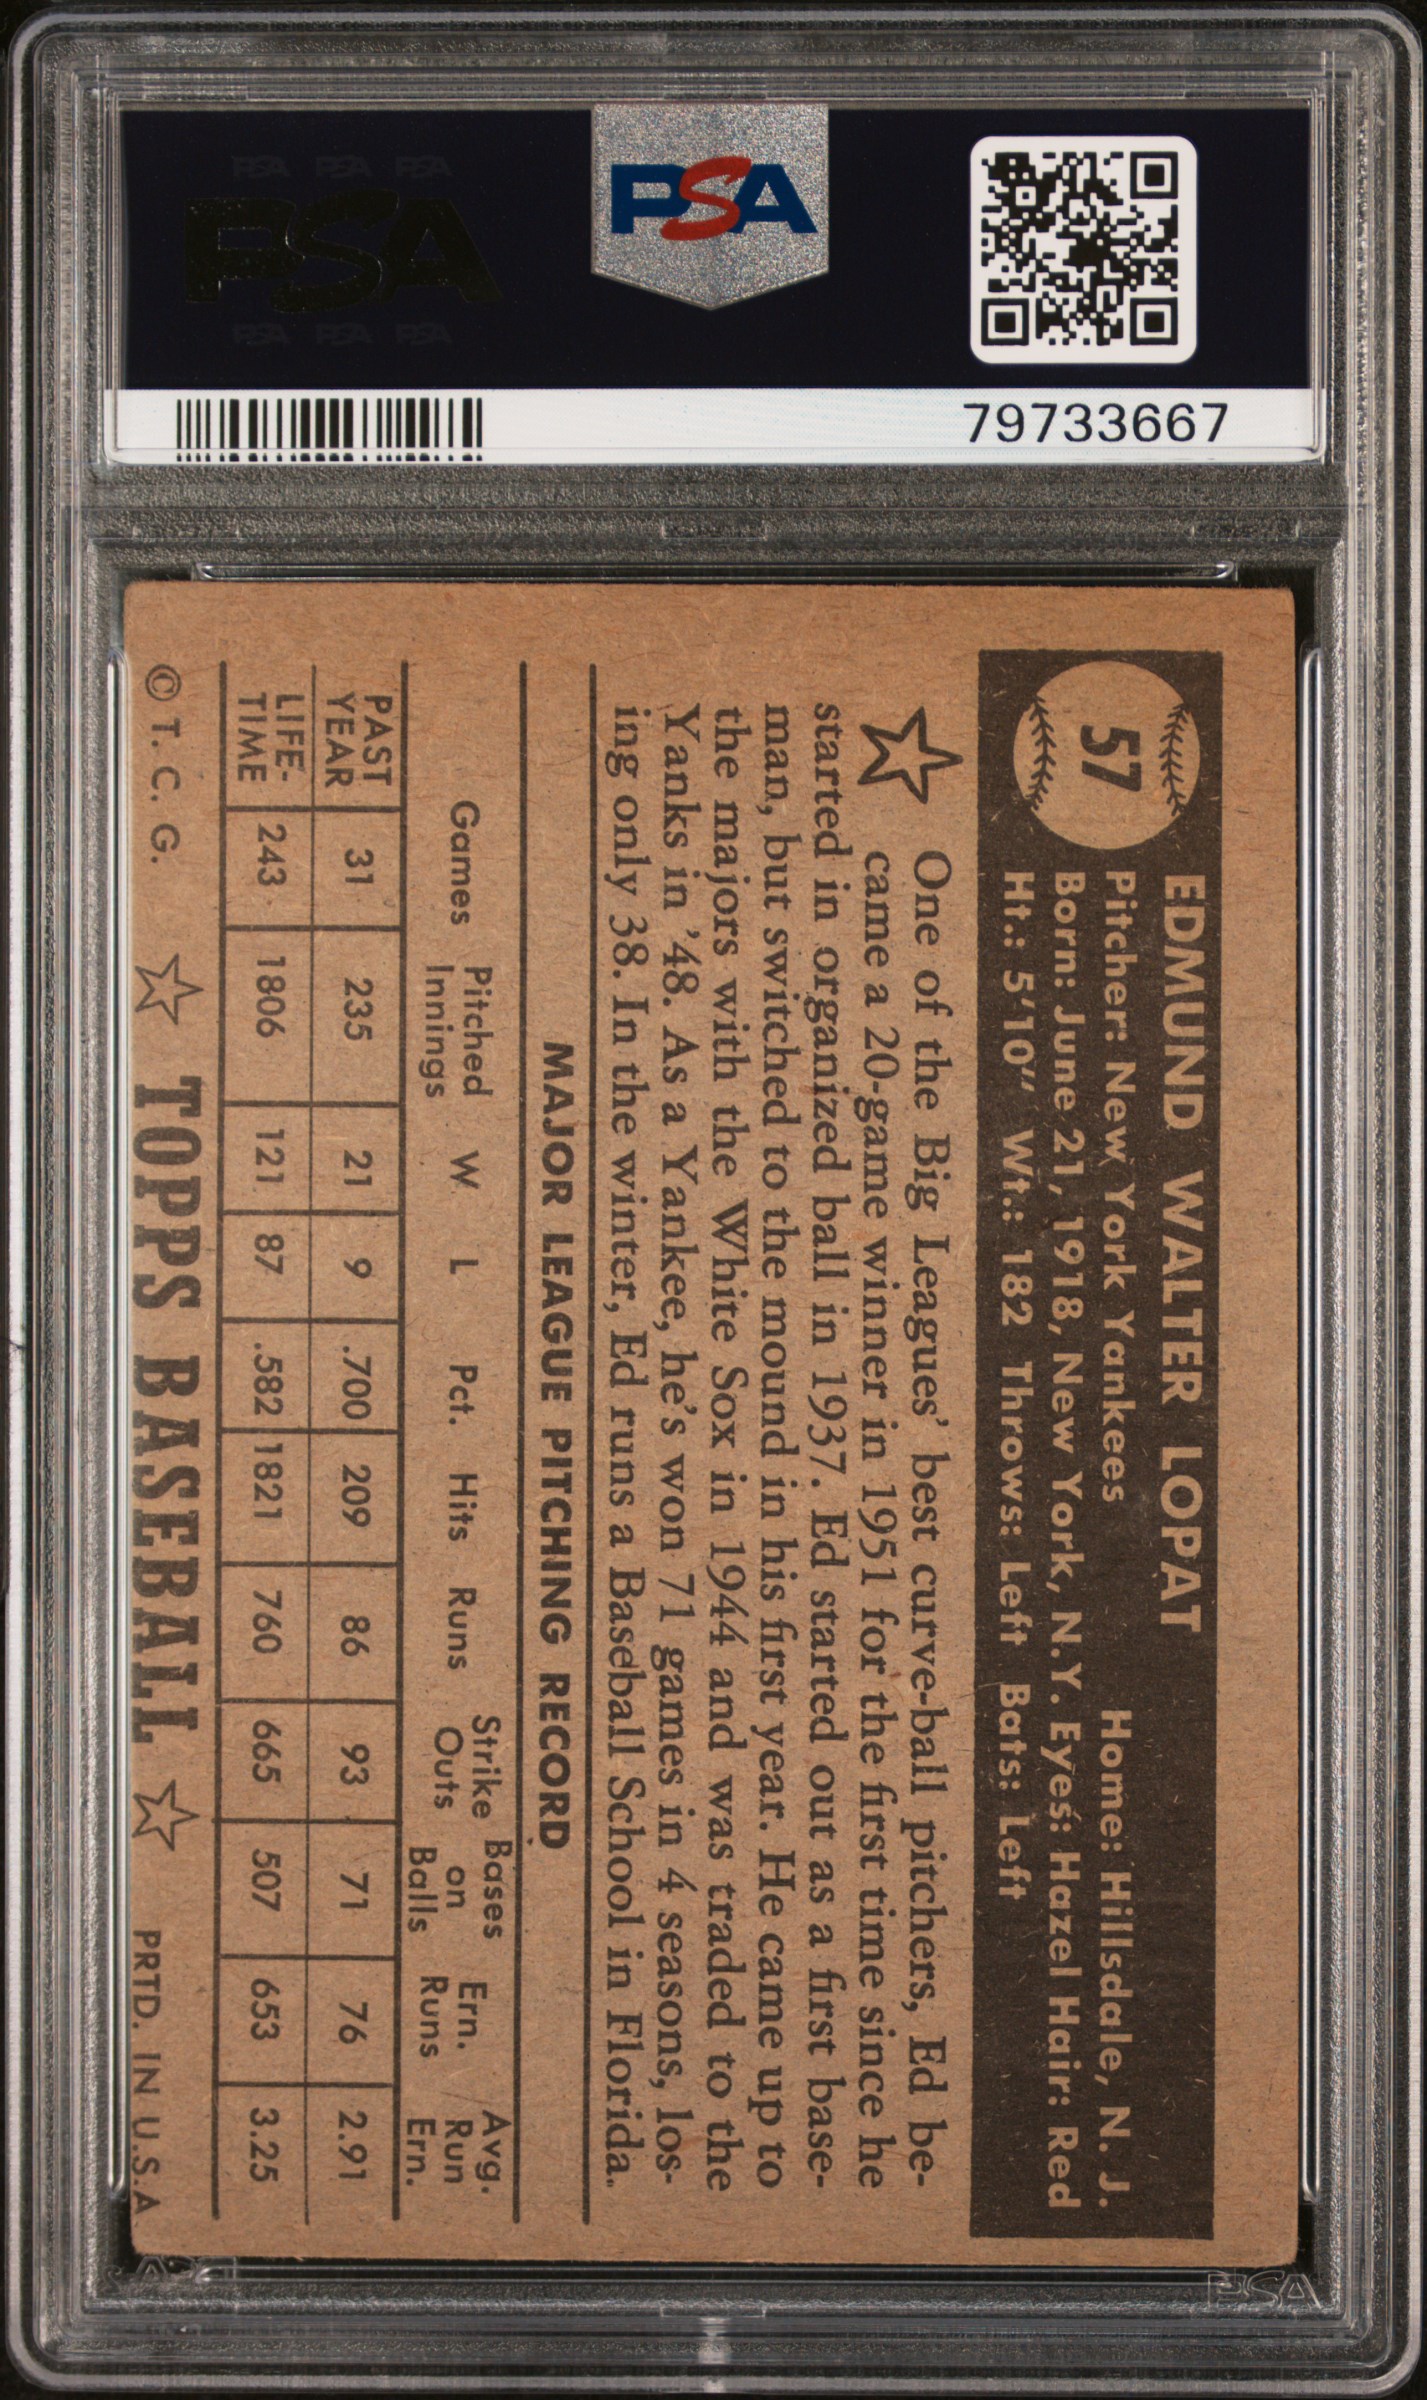 PSA PSA PSA
PSA
PSA PSA PSA
PSA
79733667
57
EDMUND WALTER LOPAT
Pitcher: New York Yankees Home: Hillsdale, N. J.
Born: June 21, 1918, New York, N.Y. Eyes: Hazel Hair: Red
Ht.: 5'10" Wt.: 182 Throws: Left Bats: Left
One of the Big Leagues' best curve-ball pitchers, Ed be-
came a 20-game winner in 1951 for the first time since he
started in organized ball in 1937. Ed started out as a first base-
man, but switched to the mound in his first year. He came up to
the majors with the White Sox in 1944 and was traded to the
Yanks in '48. As a Yankee, he's won 71 games in 4 seasons, los-
ing only 38. In the winter, Ed runs a Baseball School in Florida.
MAJOR LEAGUE PITCHING RECORD
Games Pitched Innings W L Pct. Hits Runs Strike Outs Bases on Balls Ern. Runs Avg. Run Ern.
PAST YEAR 31 235 21 9 .700 209 86 93 71 76 2.91
LIFE-TIME 243 1806 121 87 .582 1821 760 665 507 653 3.25
© T. C. G. ☆ TOPPS BASEBALL ☆ PRTD. IN U.S.A
PSA
PSA